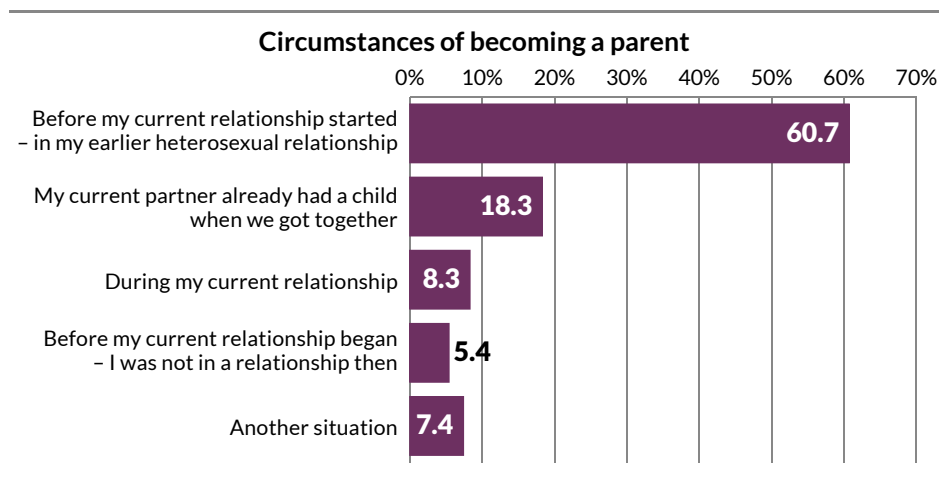 Circumstances of becoming a parent
0% 10% 20% 30% 40% 50% 60% 70%
Before my current relationship started
– in my earlier heterosexual relationship
60.7
My current partner already had a child
when we got together
18.3
During my current relationship
8.3
Before my current relationship began
– I was not in a relationship then
5.4
Another situation
7.4